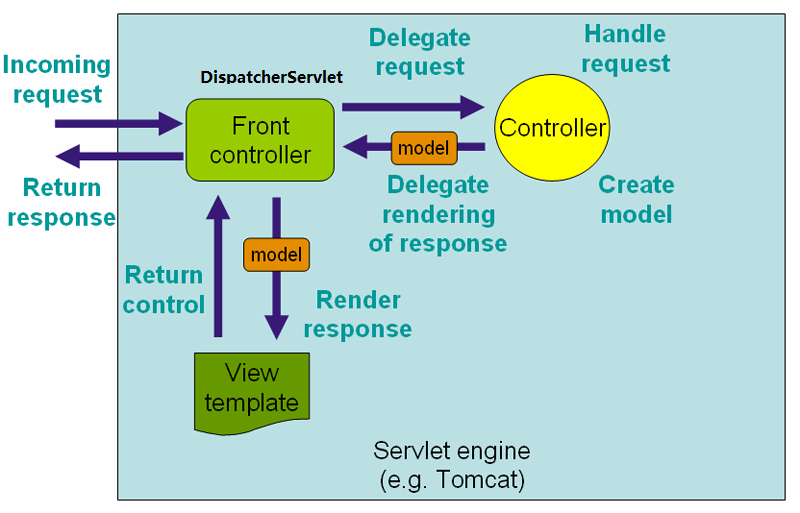 Incoming
request
DispatcherServlet
Delegate
request
Handle
request
Front
controller
Controller
model
Return
response
Delegate
rendering
of response
Create
model
model
Return
control
Render
response
View
template
Servlet engine
(e.g. Tomcat)